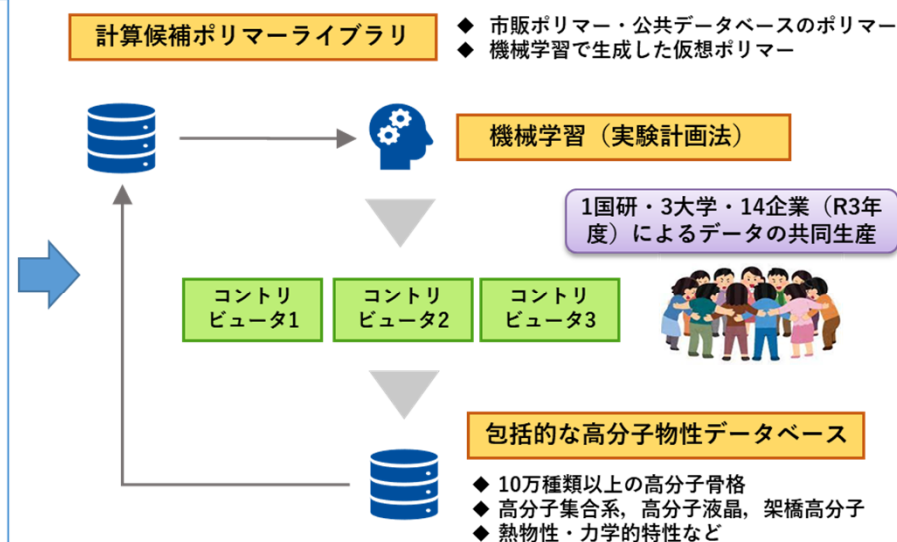 計算候補ポリマーライブラリ
◆ 市販ポリマー・公共データベースのポリマー
◆ 機械学習で生成した仮想ポリマー
機械学習（実験計画法）
1国研・3大学・14企業（R3年
度）によるデータの共同生産
コントリ
ビュータ1
コントリ
ビュータ2
コントリ
ビュータ3
包括的な高分子物性データベース
◆ 10万種類以上の高分子骨格
◆ 高分子集合系，高分子液晶，架橋高分子
◆ 熱物性・力学的特性など